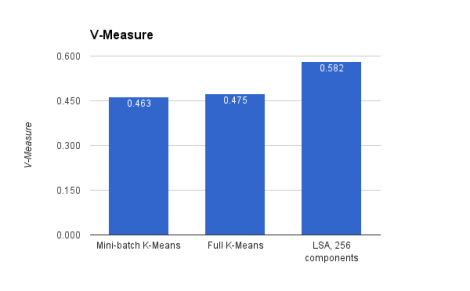 V-Measure
0.600
0.582
0.463
0.475
0.450
V-Measure
0.300
0.150
0.000
Mini-batch K-Means
Full K-Means
LSA, 256
components